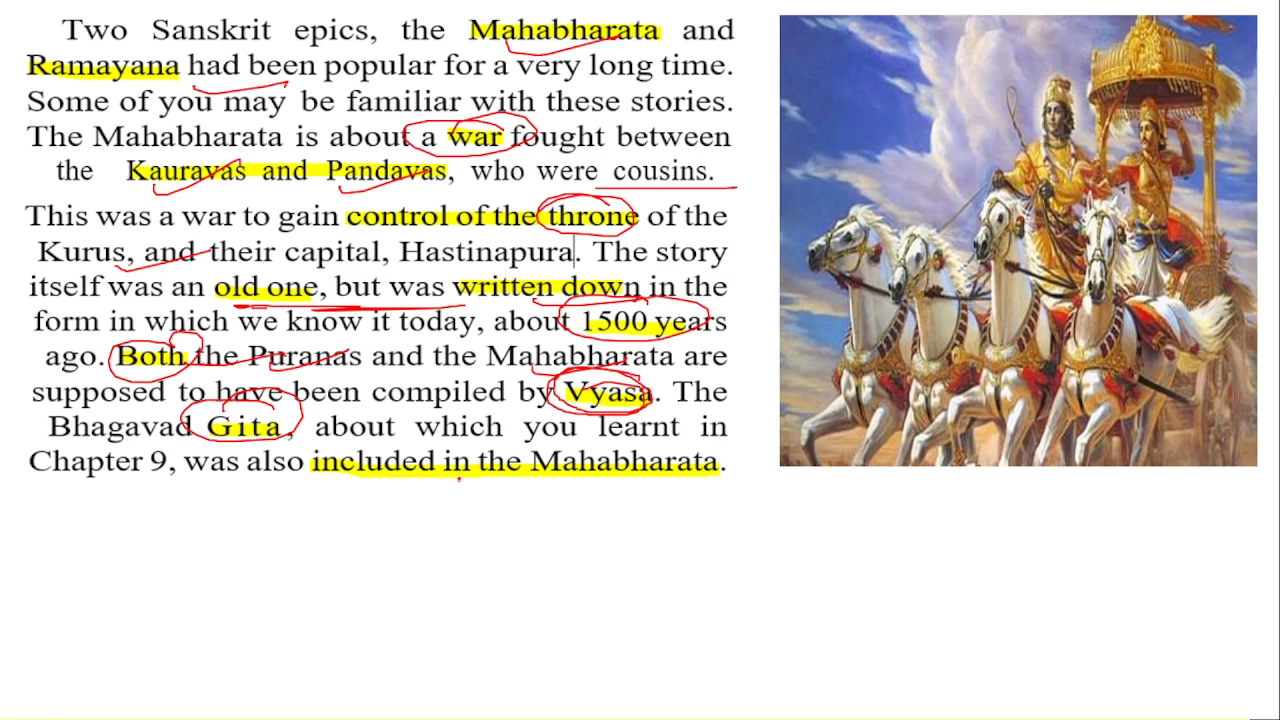 Two Sanskrit epics, the Mahabharata and
Ramayana had been popular for a very long time.
Some of you may be familiar with these stories.
The Mahabharata is about a war fought between
the Kauravas and Pandavas, who were cousins.
This was a war to gain control of the throne of the
Kurus, and their capital, Hastinapura. The story
itself was an old one, but was written down in the
form in which we know it today, about 1500 years
ago. Both the Puranas and the Mahabharata are
supposed to have been compiled by Vyasa. The
Bhagavad Gita, about which you learnt in
Chapter 9, was also included in the Mahabharata.